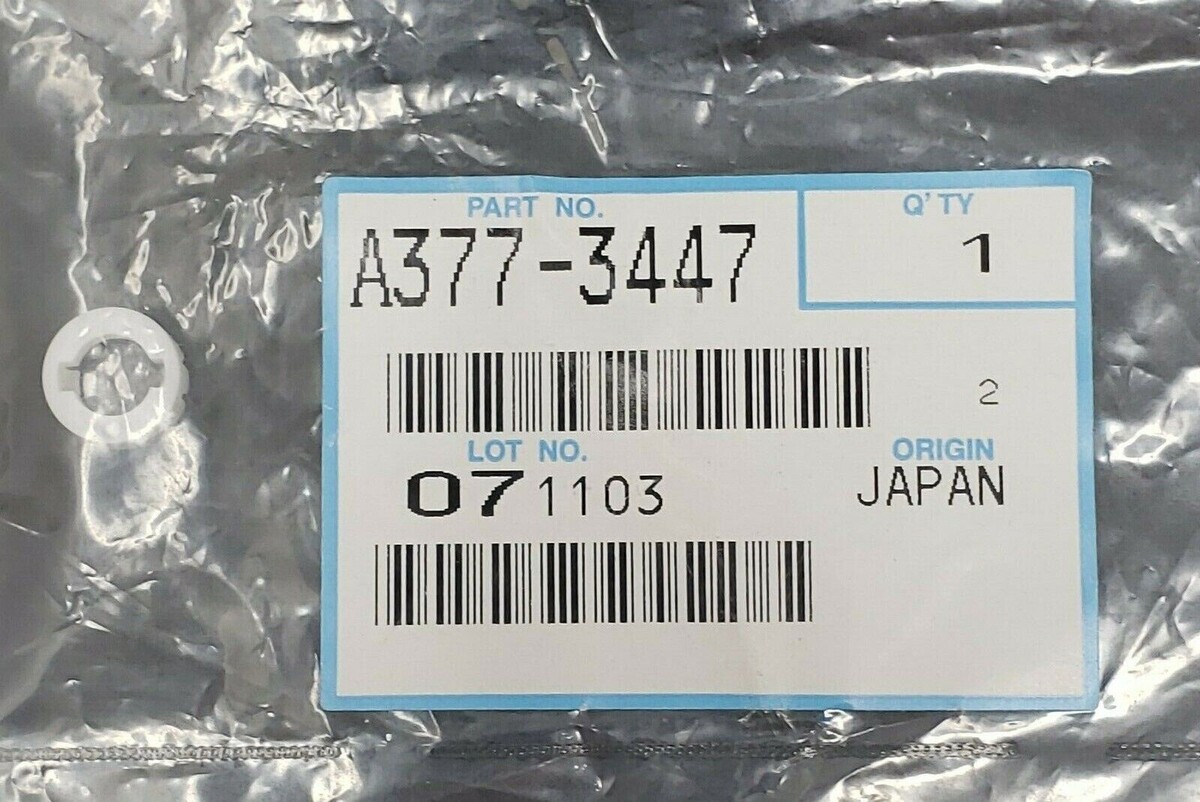 PART NO.
Q'TY
A377-3447
1
2
LOT NO.
ORIGIN
071103
JAPAN